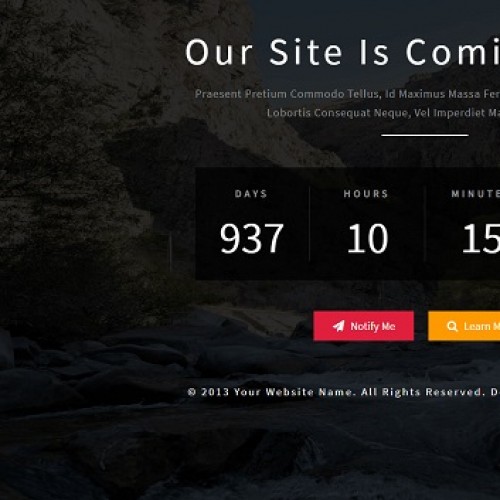 Our Site Is Comi
Praesent Pretium Commodo Tellus, Id Maximus Massa Fer
Lobortis Consequat Neque, Vel Imperdiet Ma
DAYS HOURS MINUTE
937 10 15
Notify Me Learn M
© 2013 Your Website Name. All Rights Reserved. D